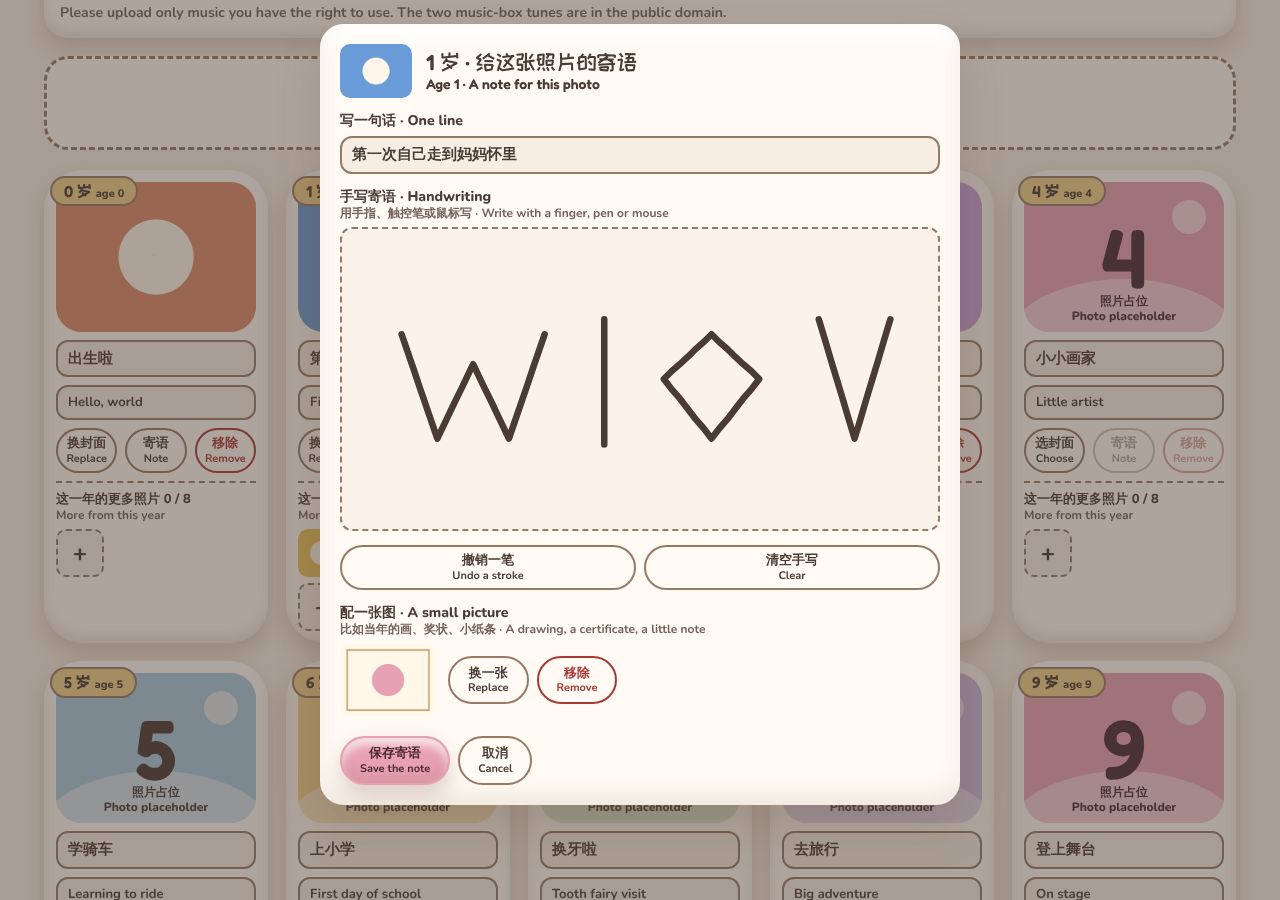 Please upload only music you have the right to use. The two music-box tunes are in the public domain.
1 岁 · 给这张照片的寄语
Age 1 · A note for this photo
写一句话 · One line
第一次自己走到妈妈怀里
手写寄语 · Handwriting
用手指、触控笔或鼠标写 · Write with a finger, pen or mouse
W I O V
撤销一笔
Undo a stroke
清空手写
Clear
配一张图 · A small picture
比如当年的画、奖状、小纸条 · A drawing, a certificate, a little note
换一张
Replace
移除
Remove
保存寄语
Save the note
取消
Cancel
0 岁 age 0
出生啦
Hello, world
换封面
Replace
寄语
Note
移除
Remove
这一年的更多照片 0 / 8
More from this year
+
4 岁 age 4
4
照片占位
Photo placeholder
小小画家
Little artist
选封面
Choose
寄语
Note
移除
Remove
这一年的更多照片 0 / 8
More from this year
+
5 岁 age 5
5
照片占位
Photo placeholder
学骑车
Learning to ride
6
Photo placeholder
上小学
First day of school
Photo placeholder
换牙啦
Tooth fairy visit
Photo placeholder
去旅行
Big adventure
9 岁 age 9
9
照片占位
Photo placeholder
登上舞台
On stage